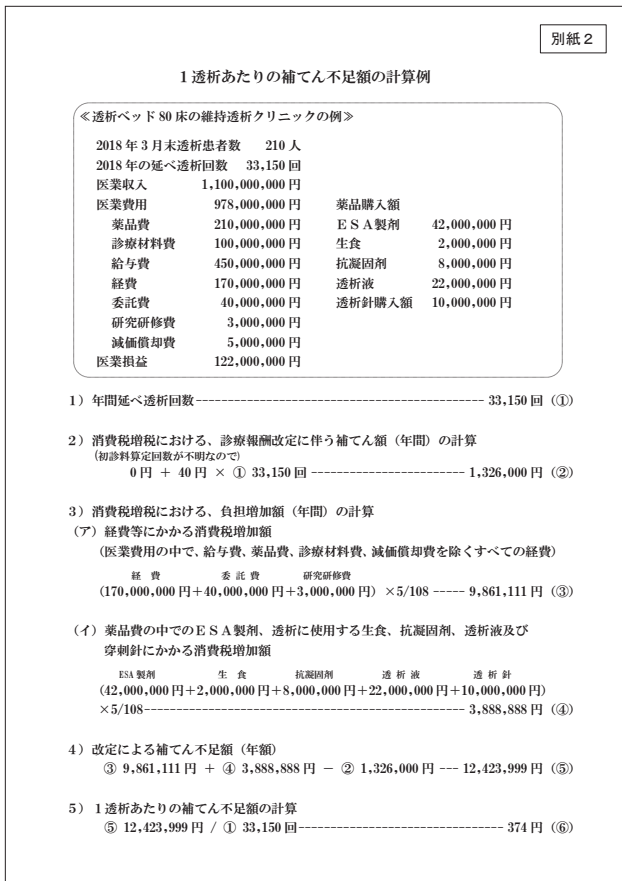 別紙2
1透析あたりの補てん不足額の計算例
≪透析ベッド80床の維持透析クリニックの例≫
2018年3月末透析患者数 210人
2018年の延べ透析回数 33,150回
医業収入 1,100,000,000円
医業費用 978,000,000円 薬品購入額
薬品費 210,000,000円 ESA製剤 42,000,000円
診療材料費 100,000,000円 生食 2,000,000円
給与費 450,000,000円 抗凝固剤 8,000,000円
経費 170,000,000円 透析液 22,000,000円
委託費 40,000,000円 透析針購入額 10,000,000円
研究研修費 3,000,000円
減価償却費 5,000,000円
医業損益 122,000,000円
1）年間延べ透析回数------------------------------------------------ 33,150回（①）
2）消費税増税における、診療報酬改定に伴う補てん額（年間）の計算
(初診料算定回数が不明なので)
0円 ＋ 40円 × ① 33,150回 -------------------------- 1,326,000円（②）
3）消費税増税における、負担増加額（年間）の計算
（ア）経費等にかかる消費税増加額
（医業費用の中で、給与費、薬品費、診療材料費、減価償却費を除くすべての経費）
経費 委託費 研究研修費
(170,000,000円＋40,000,000円＋3,000,000円) ×5/108 ----- 9,861,111円（③）
（イ）薬品費の中でのESA製剤、透析に使用する生食、抗凝固剤、透析液及び
穿刺針にかかる消費税増加額
ESA製剤 生食 抗凝固剤 透析液 透析針
(42,000,000円＋2,000,000円＋8,000,000円＋22,000,000円＋10,000,000円)
×5/108----------------------------------------------------- 3,888,888円（④）
4）改定による補てん不足額（年額）
③ 9,861,111円 ＋ ④ 3,888,888円 － ② 1,326,000円 --- 12,423,999円（⑤）
5）1透析あたりの補てん不足額の計算
⑤ 12,423,999円 / ① 33,150回---------------------------------- 374円（⑥）